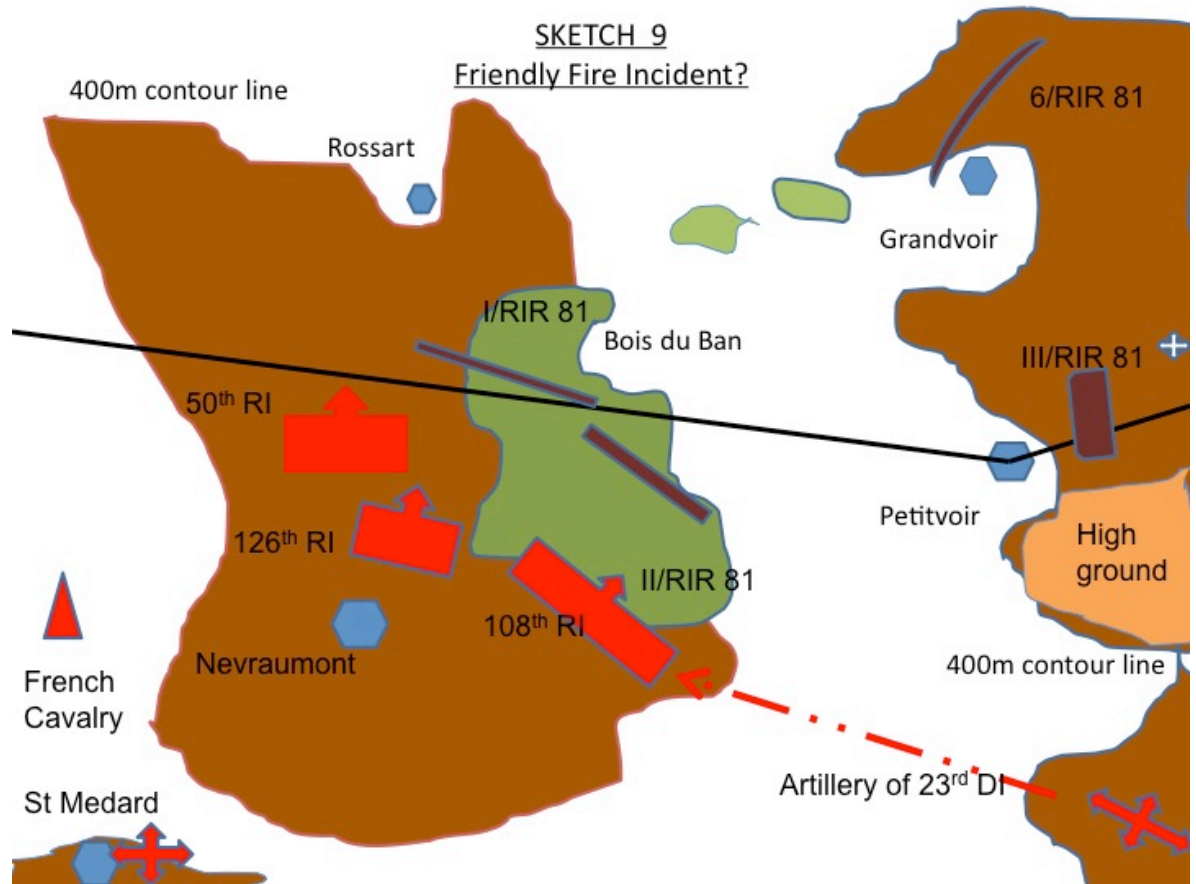 SKETCH 9
Friendly Fire Incident?
400m contour line
6/RIR 81
Rossart
Grandvoir
I/RIR 81
Bois du Ban
III/RIR 81
50th RI
Petitvoir
126th RI
High
ground
II/RIR 81
108th RI
Nevraumont
400m contour line
French
Cavalry
Artillery of 23rd DI
St Medard